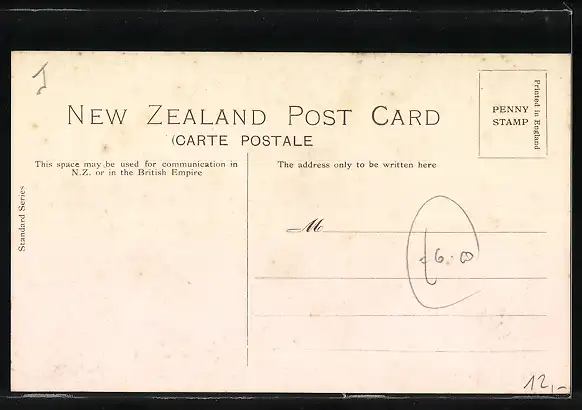 J
NEW ZEALAND POST CARD
(CARTE POSTALE
PENNY
STAMP
Printed in England
This space may be used for communication in
N.Z. or in the British Empire
The address only to be written here
Standard Series
M
£6.00
12,-